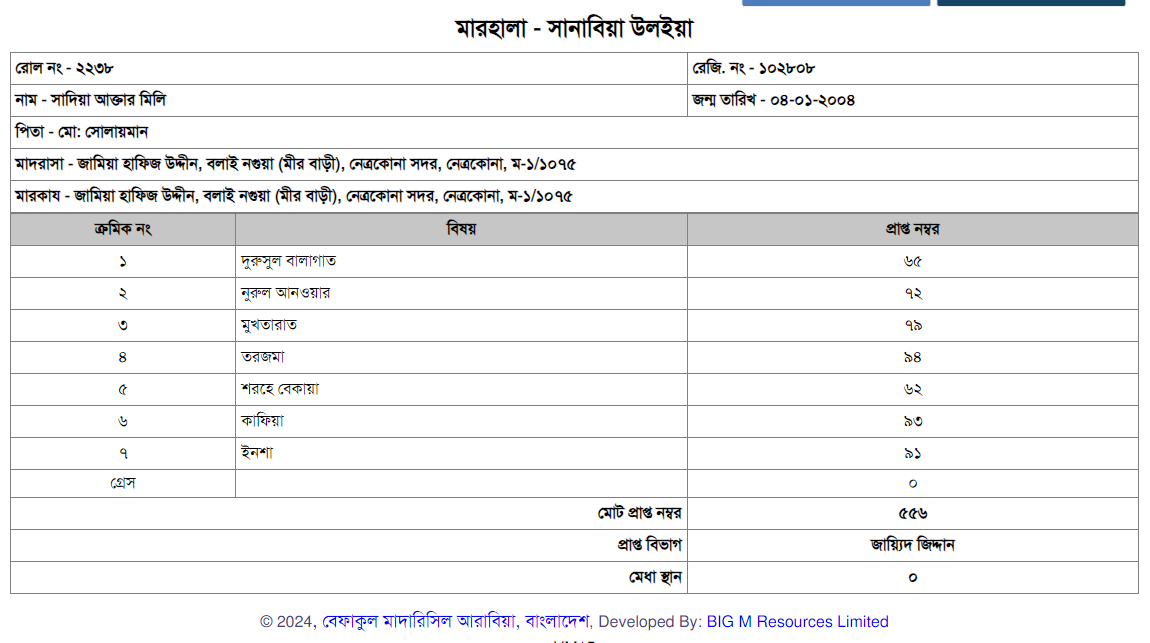 মারহালা - সানাবিয়া উলইয়া
রোল নং - ২২৩৮ রেজি. নং - ১০২৮০৮
নাম - সাদিয়া আক্তার মিলি জন্ম তারিখ - ০৪-০১-২০০৪
পিতা - মো: সোলায়মান
মাদরাসা - জামিয়া হাফিজ উদ্দীন, বলাই নগুয়া (মীর বাড়ী), নেত্রকোনা সদর, নেত্রকোনা, ম-১/১০৭৫
মারকায - জামিয়া হাফিজ উদ্দীন, বলাই নগুয়া (মীর বাড়ী), নেত্রকোনা সদর, নেত্রকোনা, ম-১/১০৭৫
ক্রমিক নং বিষয় প্রাপ্ত নম্বর
১ দুরুসুল বালাগাত ৬৫
২ নুরুল আনওয়ার ৭২
৩ মুখতারাত ৭৯
৪ তরজমা ৯৪
৫ শরহে বেকায়া ৬২
৬ কাফিয়া ৯৩
৭ ইনশা ৯১
গ্রেস ০
মোট প্রাপ্ত নম্বর ৫৫৬
প্রাপ্ত বিভাগ জায়্যিদ জিদ্দান
মেধা স্থান ০
© 2024, বেফাকুল মাদারিসিল আরাবিয়া, বাংলাদেশ, Developed By: BIG M Resources Limited